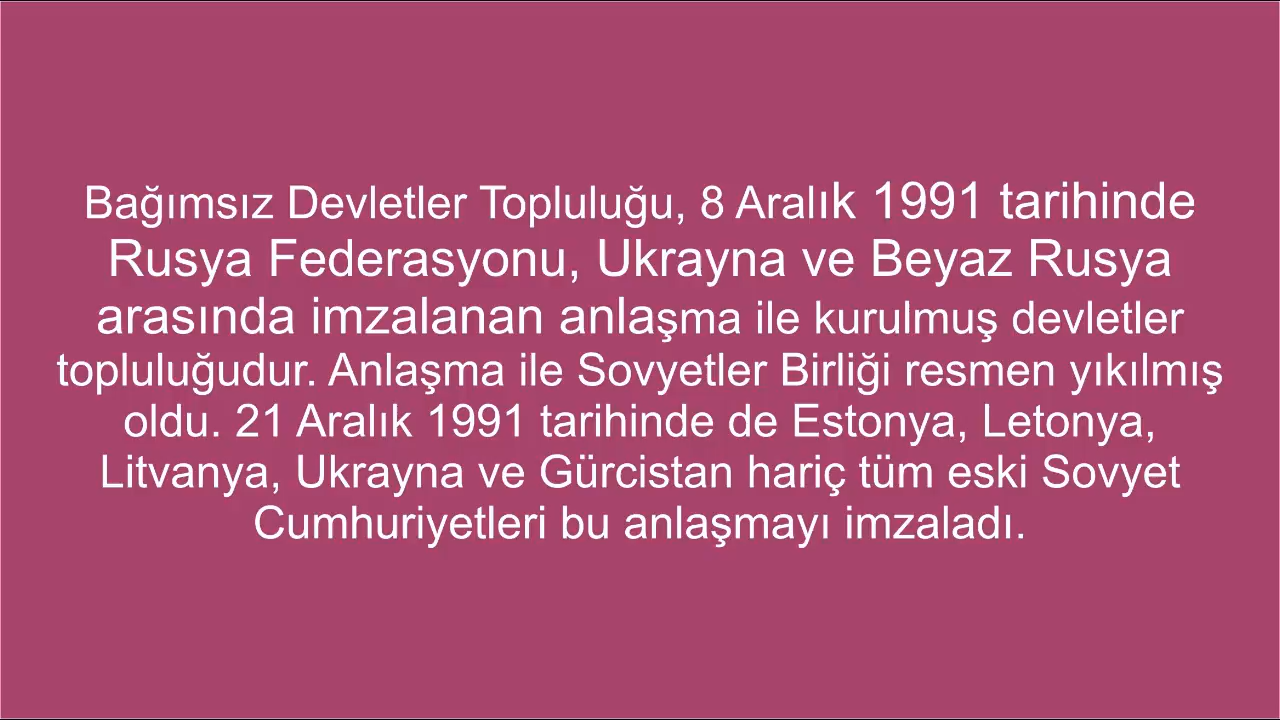 Bağımsız Devletler Topluluğu, 8 Aralık 1991 tarihinde
Rusya Federasyonu, Ukrayna ve Beyaz Rusya
arasında imzalanan anlaşma ile kurulmuş devletler
topluluğudur. Anlaşma ile Sovyetler Birliği resmen yıkılmış
oldu. 21 Aralık 1991 tarihinde de Estonya, Letonya,
Litvanya, Ukrayna ve Gürcistan hariç tüm eski Sovyet
Cumhuriyetleri bu anlaşmayı imzaladı.